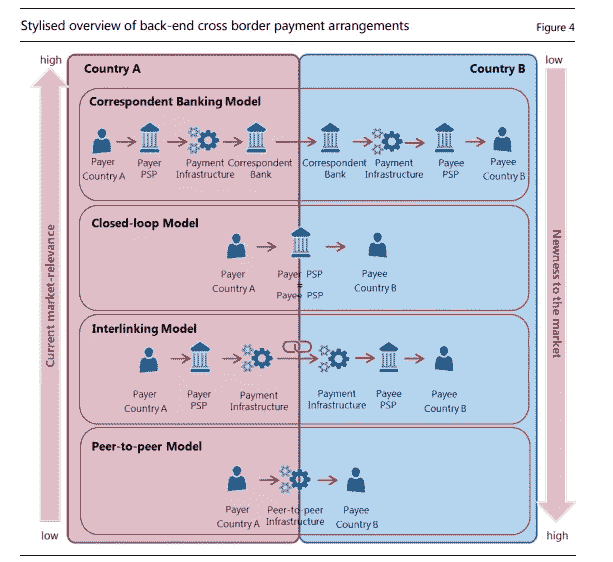 Stylised overview of back-end cross border payment arrangements
Figure 4
high
low
Country A
Country B
Correspondent Banking Model
Payer Country A
Payer PSP
Payment Infrastructure
Correspondent Bank
Correspondent Bank
Payment Infrastructure
Payee PSP
Payee Country B
Closed-loop Model
Payer Country A
Payer PSP
=
Payee PSP
Payee Country B
Interlinking Model
Payer Country A
Payer PSP
Payment Infrastructure
Payment Infrastructure
Payee PSP
Payee Country B
Peer-to-peer Model
Payer Country A
Peer-to-peer Infrastructure
Payee Country B
Current market-relevance
Newness to the market
low
high